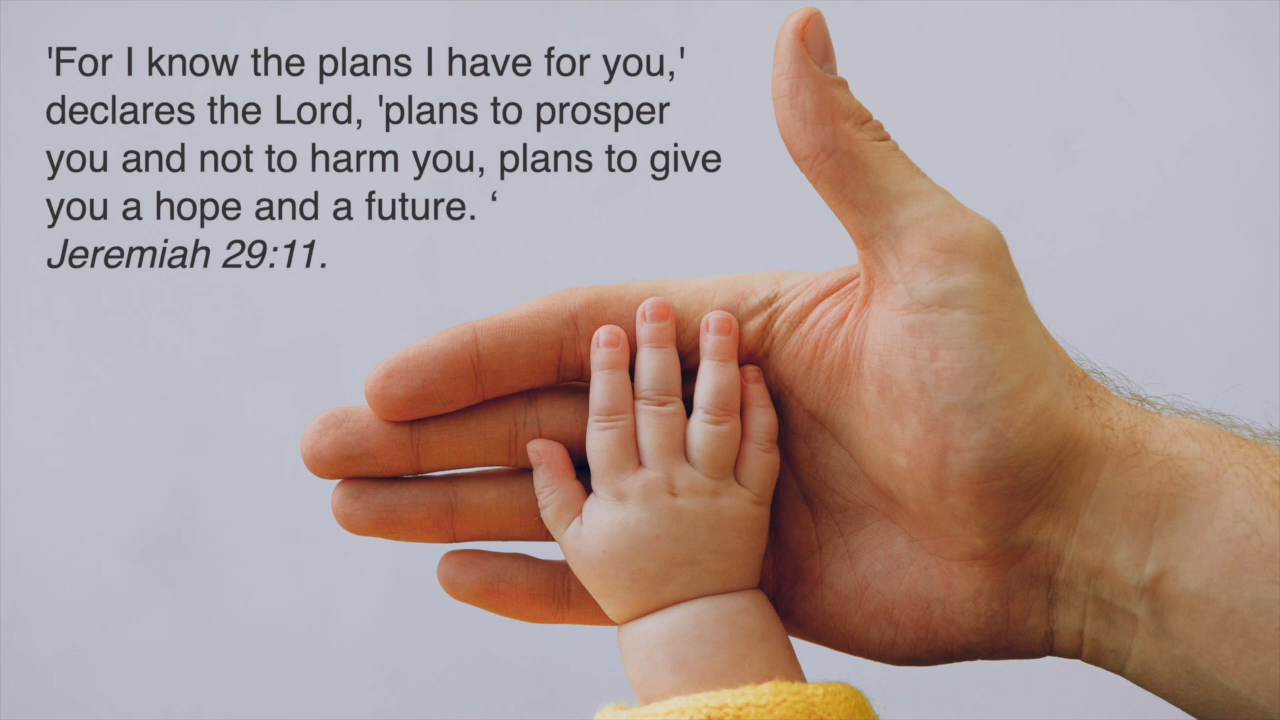 'For I know the plans I have for you,'
declares the Lord, 'plans to prosper
you and not to harm you, plans to give
you a hope and a future. ‘
Jeremiah 29:11.